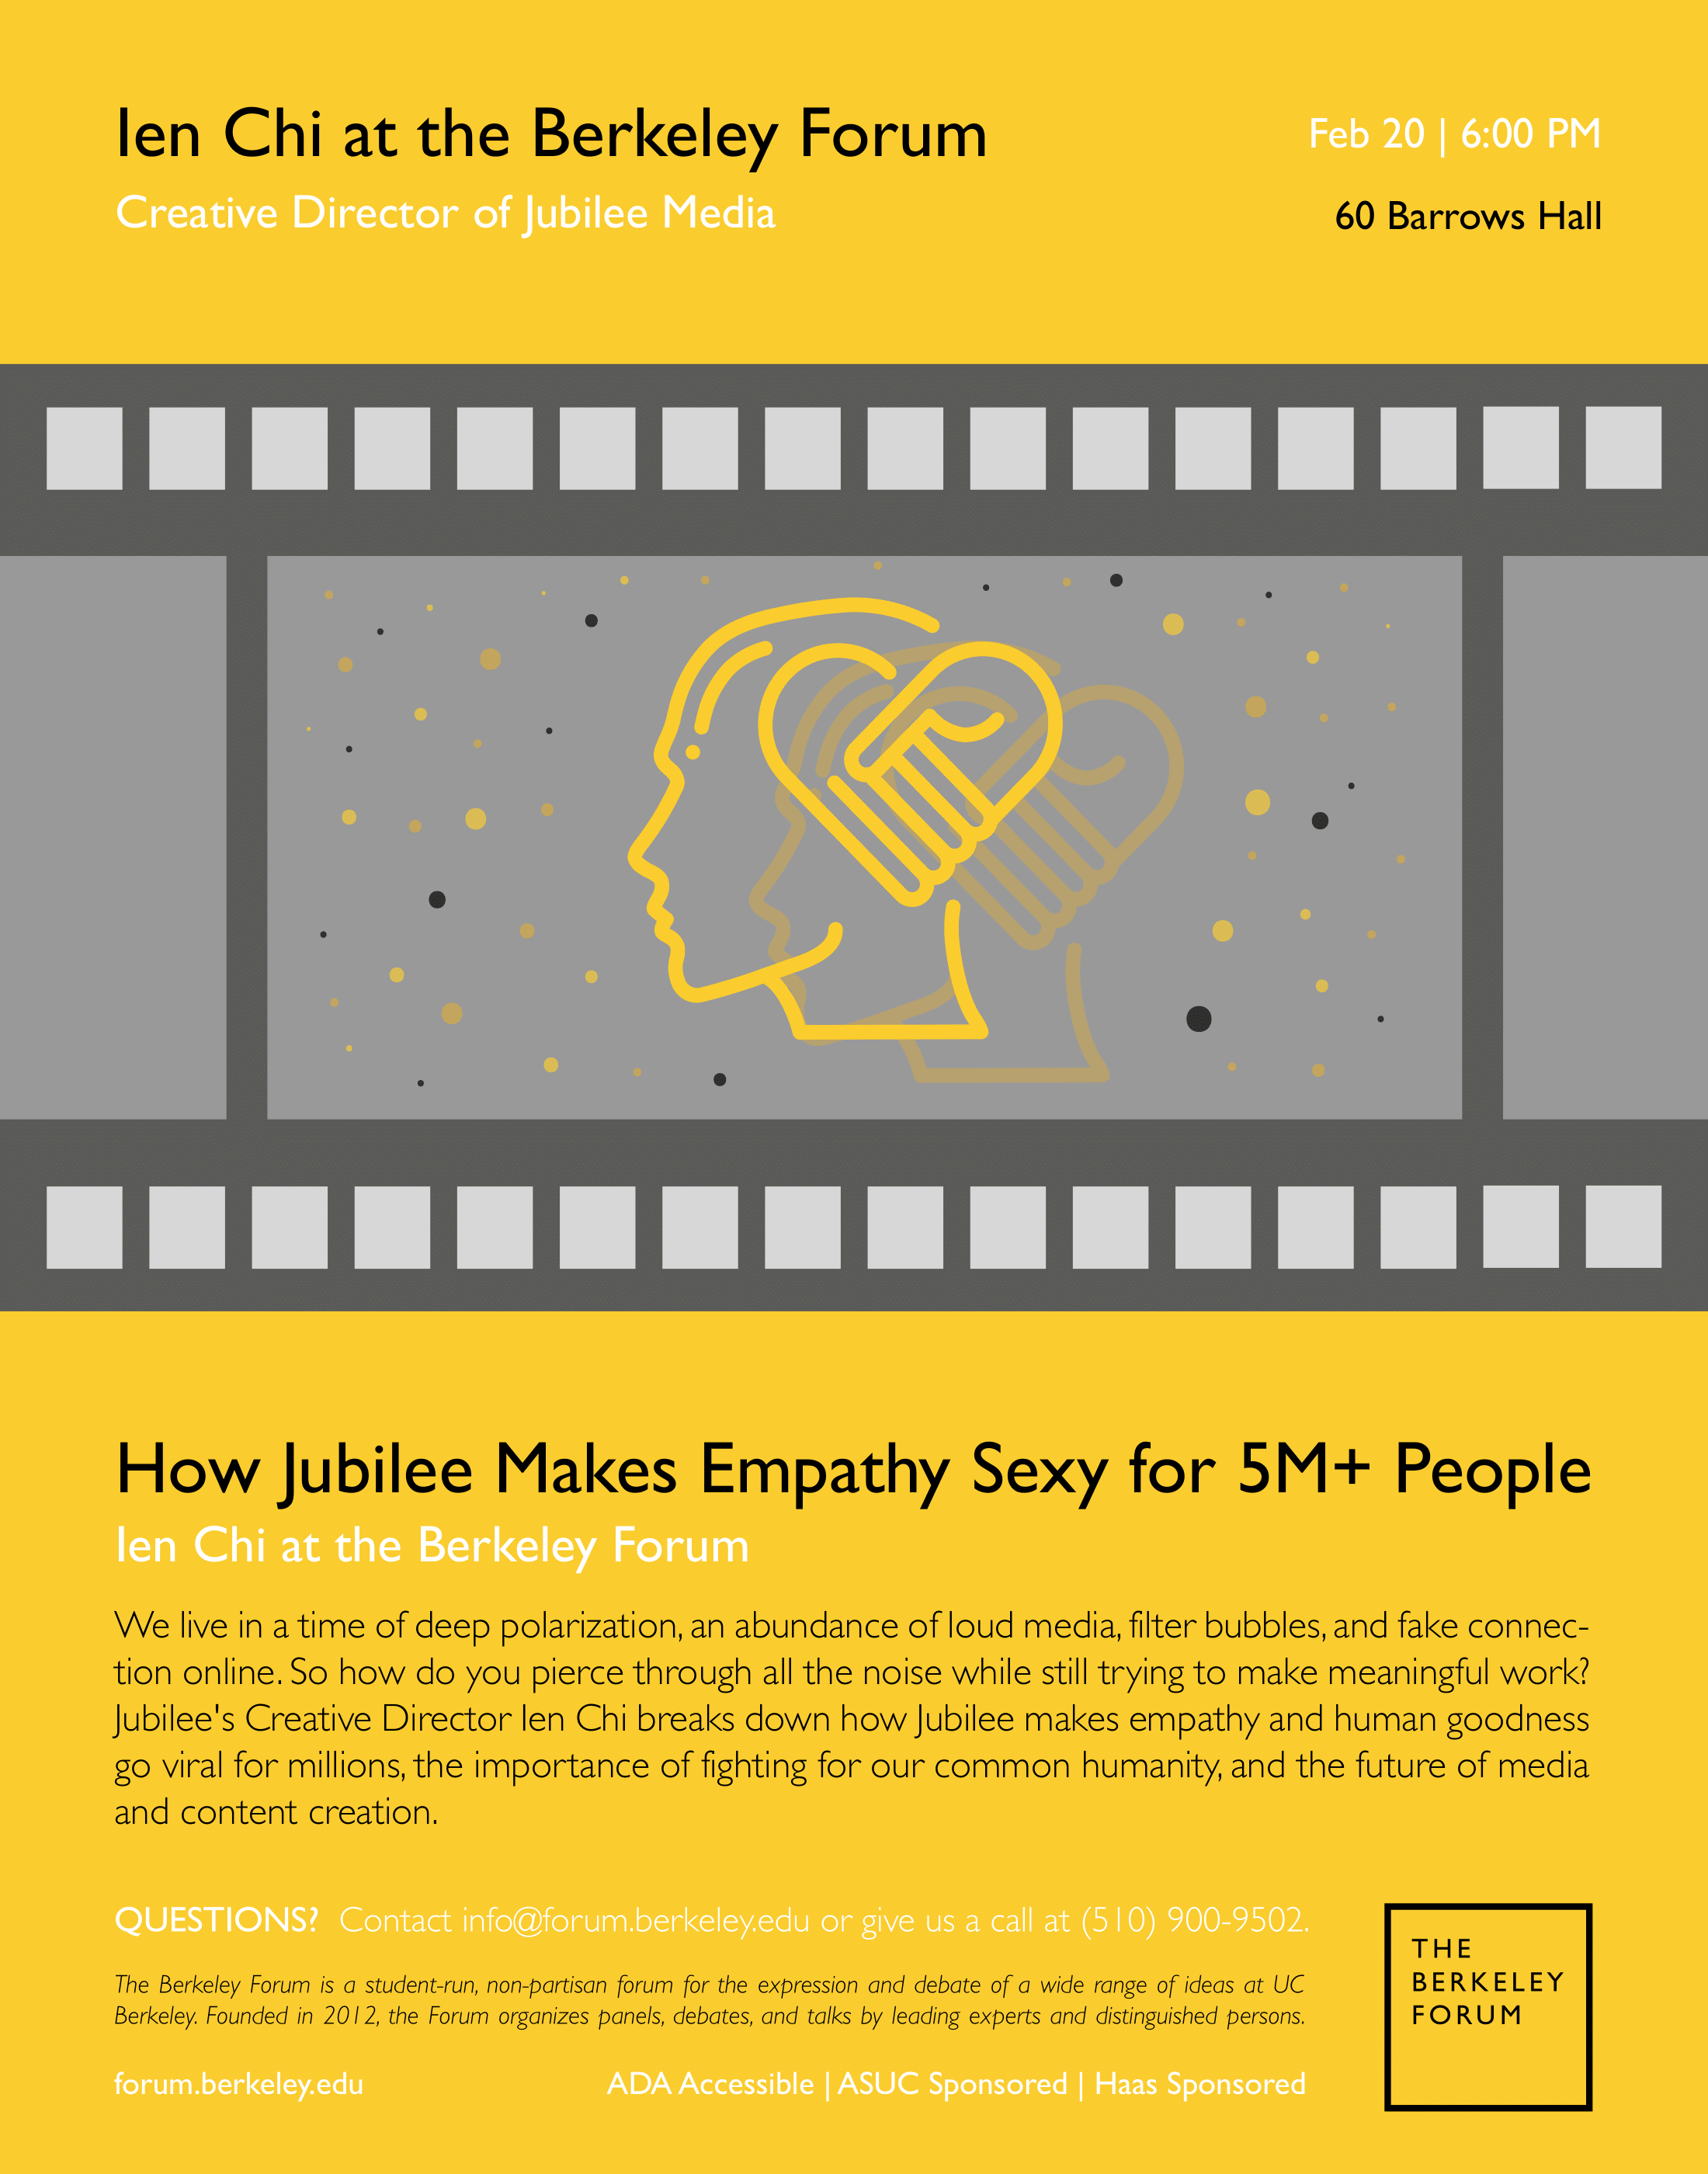 Ien Chi at the Berkeley Forum
Creative Director of Jubilee Media
Feb 20 | 6:00 PM
60 Barrows Hall
How Jubilee Makes Empathy Sexy for 5M+ People
Ien Chi at the Berkeley Forum
We live in a time of deep polarization, an abundance of loud media, filter bubbles, and fake connec-
tion online. So how do you pierce through all the noise while still trying to make meaningful work?
Jubilee's Creative Director Ien Chi breaks down how Jubilee makes empathy and human goodness
go viral for millions, the importance of fighting for our common humanity, and the future of media
and content creation.
QUESTIONS? Contact info@forum.berkeley.edu or give us a call at (510) 900-9502.
The Berkeley Forum is a student-run, non-partisan forum for the expression and debate of a wide range of ideas at UC
Berkeley. Founded in 2012, the Forum organizes panels, debates, and talks by leading experts and distinguished persons.
forum.berkeley.edu
ADA Accessible | ASUC Sponsored | Haas Sponsored
THE
BERKELEY
FORUM